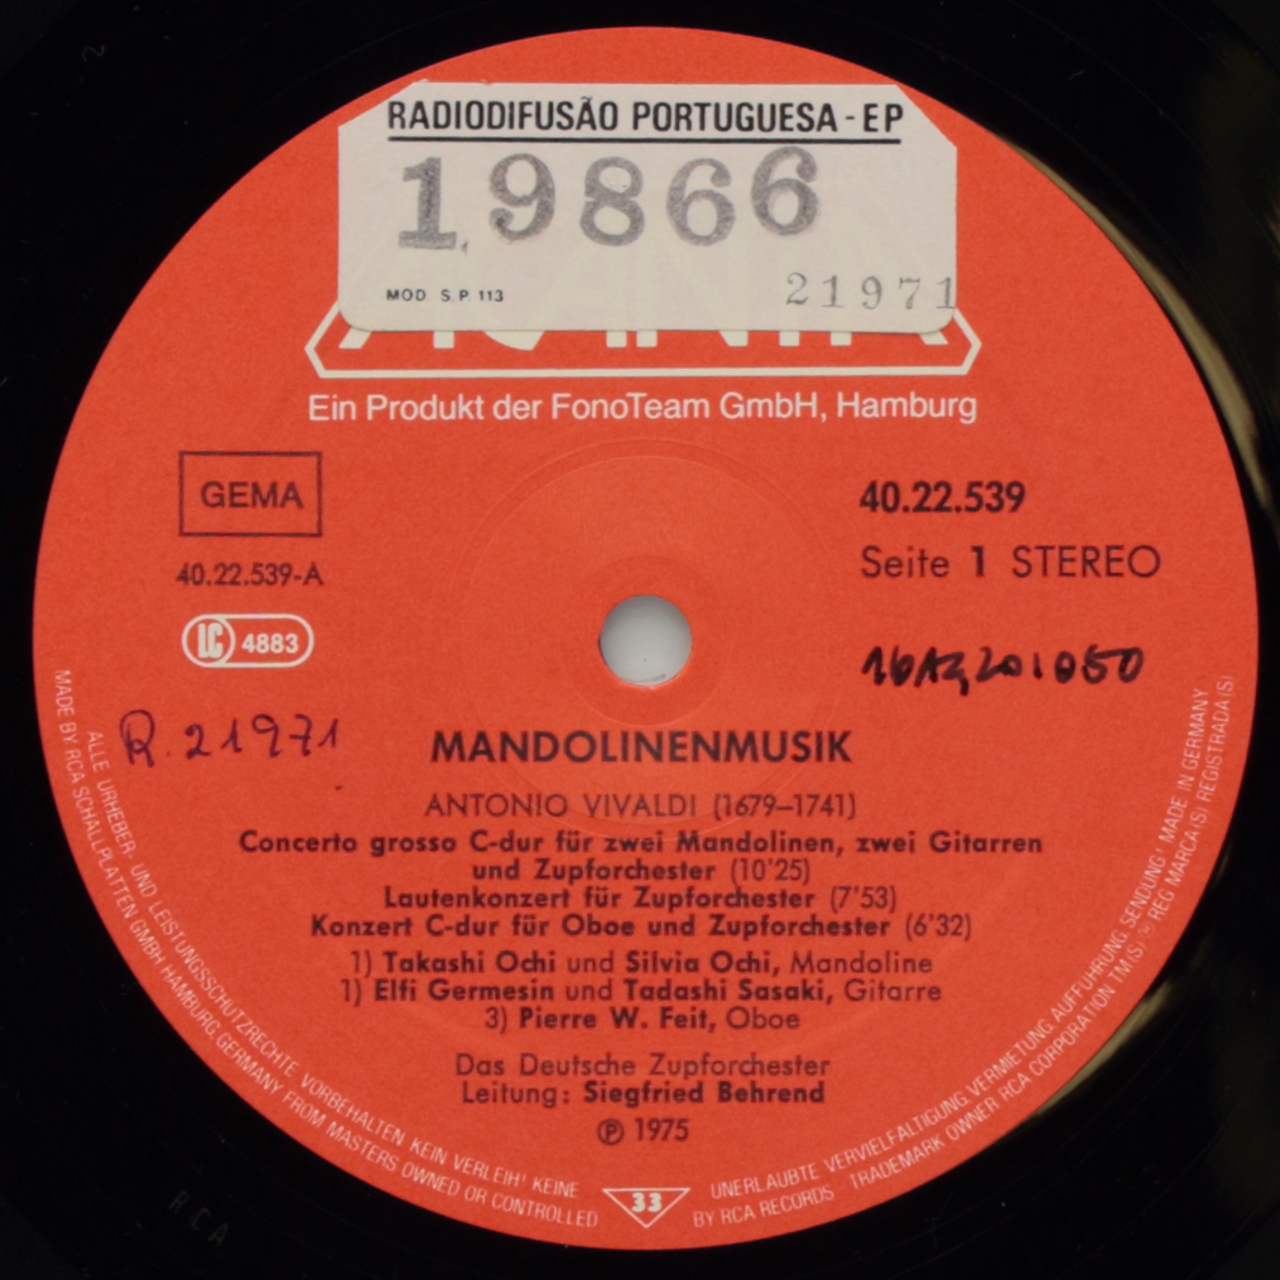 RADIODIFUSÃO PORTUGUESA - EP
19866
MOD. S.P. 113
21971
Ein Produkt der FonoTeam GmbH, Hamburg
GEMA
40.22.539-A
LC 4883
40.22.539
Seite 1 STEREO
R. 21971
MANDOLINENMUSIK
ANTONIO VIVALDI (1679–1741)
Concerto grosso C-dur für zwei Mandolinen, zwei Gitarren
und Zupforchester (10'25)
Lautenkonzert für Zupforchester (7'53)
Konzert C-dur für Oboe und Zupforchester (6'32)
1) Takashi Ochi und Silvia Ochi, Mandoline
1) Elfi Germesin und Tadashi Sasaki, Gitarre
3) Pierre W. Feit, Oboe
Das Deutsche Zupforchester
Leitung: Siegfried Behrend
℗ 1975
ALLE URHEBER- UND LEISTUNGSSCHUTZRECHTE VORBEHALTEN KEIN VERLEIH! KEINE
UNERLAUBTE VERVIELFÄLTIGUNG, VERMIETUNG, AUFFÜHRUNG, SENDUNG! MADE IN GERMANY
MADE BY RCA SCHALLPLATTEN GMBH HAMBURG, GERMANY FROM MASTERS OWNED OR CONTROLLED
BY RCA RECORDS TRADEMARK OWNER RCA CORPORATION TM(S) ® REG MARCA(S) REGISTRADA(S)
33
RCA